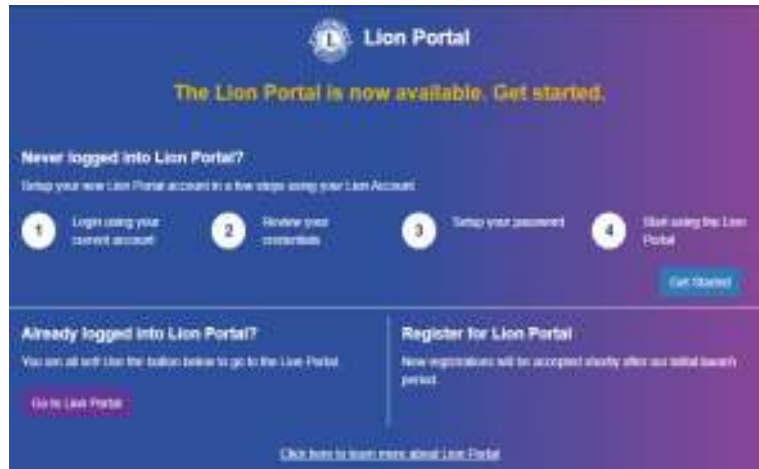 Lion Portal
The Lion Portal is now available. Get started.
Never logged into Lion Portal?
Setup your new Lion Portal account in a few steps using your Lion Account
1
Login using your
current account
2
Review your
credentials
3
Setup your password
4
Start using the Lion
Portal
Get Started
Already logged into Lion Portal?
You are all set! Use the button below to go to the Lion Portal.
Go to Lion Portal
Register for Lion Portal
New registrations will be accepted shortly after our initial launch
period.
Click here to learn more about Lion Portal